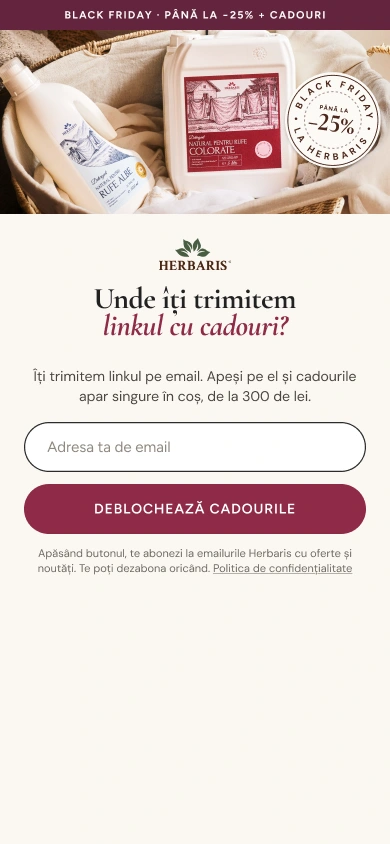 BLACK FRIDAY · PÂNĂ LA −25% + CADOURI
Detergent
RUFE ALBE
HERBARIS
Detergent
NATURAL PENTRU RUFE
COLORATE
BLACK FRIDAY
PÂNĂ LA
−25%
LA HERBARIS
HERBARIS
Unde îți trimitem
linkul cu cadouri?
Îți trimitem linkul pe email. Apeși pe el și cadourile
apar singure în coș, de la 300 de lei.
Adresa ta de email
DEBLOCHEAZĂ CADOURILE
Apăsând butonul, te abonezi la emailurile Herbaris cu oferte și
noutăți. Te poți dezabona oricând. Politica de confidențialitate